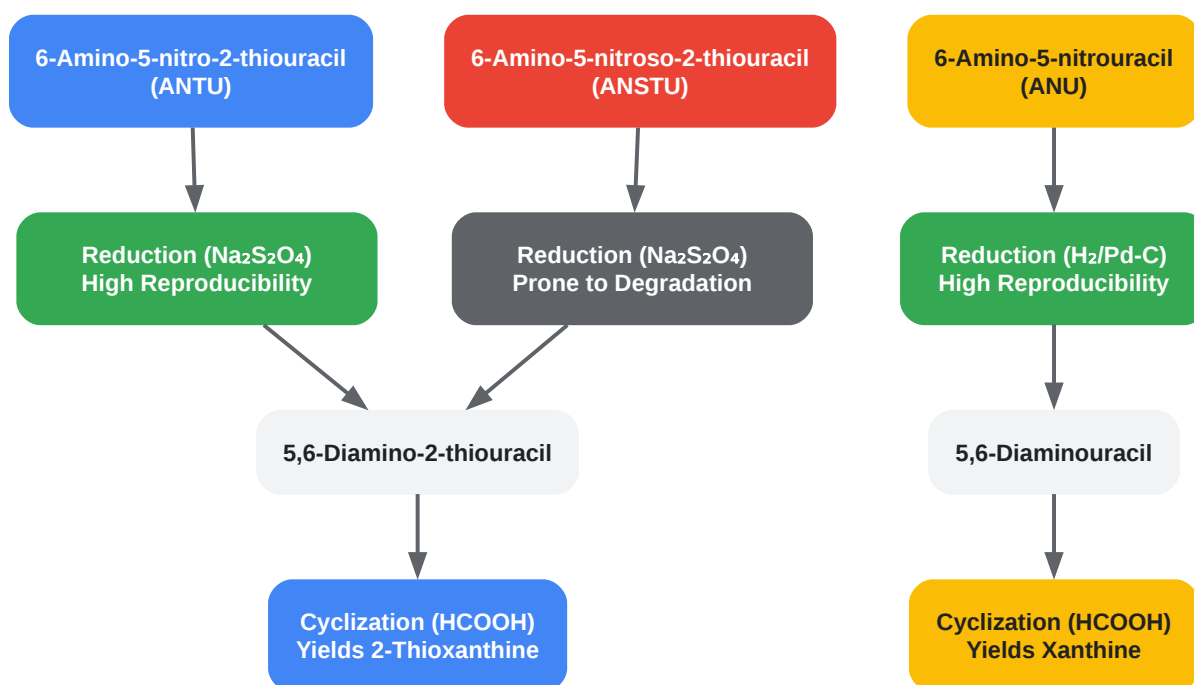 6-Amino-5-nitro-2-thiouracil
(ANTU)
6-Amino-5-nitroso-2-thiouracil
(ANSTU)
6-Amino-5-nitrouracil
(ANU)
Reduction (Na₂S₂O₄)
High Reproducibility
Reduction (Na₂S₂O₄)
Prone to Degradation
Reduction (H₂/Pd-C)
High Reproducibility
5,6-Diamino-2-thiouracil
5,6-Diaminouracil
Cyclization (HCOOH)
Yields 2-Thioxanthine
Cyclization (HCOOH)
Yields Xanthine